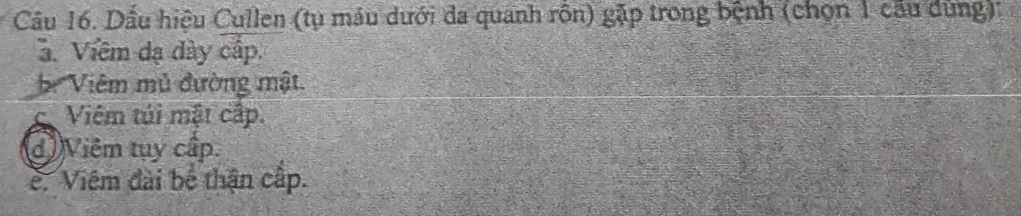 Câu 16. Dấu hiệu Cullen (tụ máu dưới da quanh rốn) gặp trong bệnh (chọn 1 câu đúng):
a. Viêm dạ dày cấp.
b. Viêm mủ đường mật.
c. Viêm túi mật cấp.
d. Viêm tụy cấp.
e. Viêm đài bể thận cấp.